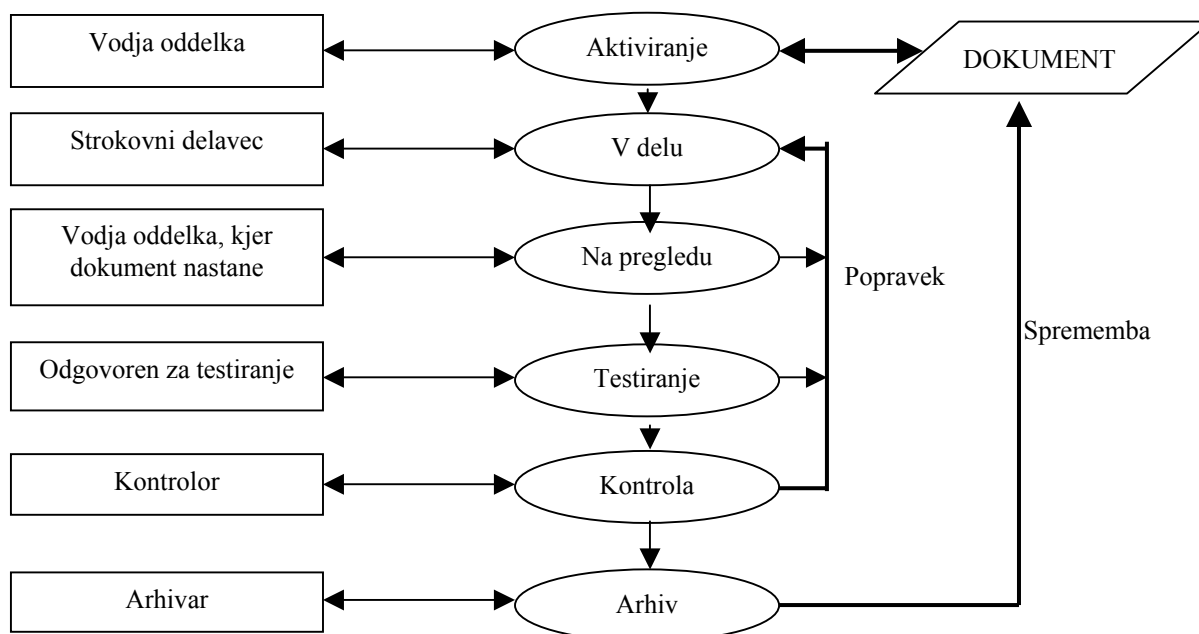 Vodja oddelka
Aktiviranje
DOKUMENT
Strokovni delavec
V delu
Vodja oddelka, kjer
dokument nastane
Na pregledu
Popravek
Sprememba
Odgovoren za testiranje
Testiranje
Kontrolor
Kontrola
Arhivar
Arhiv